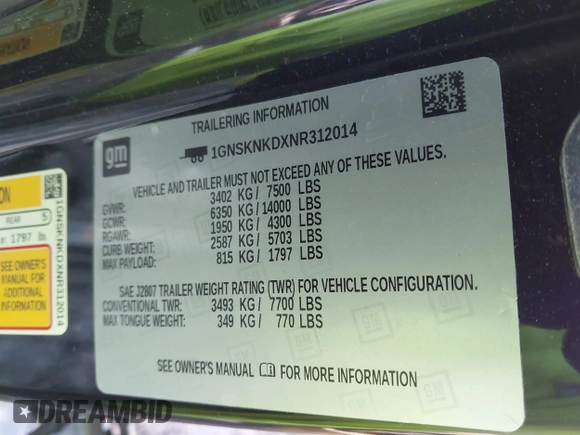 TRAILERING INFORMATION
gm
1GNSKNKDXNR312014
VEHICLE AND TRAILER MUST NOT EXCEED ANY OF THESE VALUES.
GVWR: 3402 KG/ 7500 LBS
GCWR: 6350 KG/ 14000 LBS
RGAWR: 1950 KG/ 4300 LBS
CURB WEIGHT: 2587 KG/ 5703 LBS
MAX PAYLOAD: 815 KG/ 1797 LBS
SAE J2807 TRAILER WEIGHT RATING (TWR) FOR VEHICLE CONFIGURATION.
CONVENTIONAL TWR: 3493 KG/ 7700 LBS
MAX TONGUE WEIGHT: 349 KG/ 770 LBS
SEE OWNER'S MANUAL FOR MORE INFORMATION
ON
REAR 5
1797 lbs
SEE OWNER'S
MANUAL FOR
ADDITIONAL
INFORMATION
1GNSKNKDXNR312014
DREAMBID